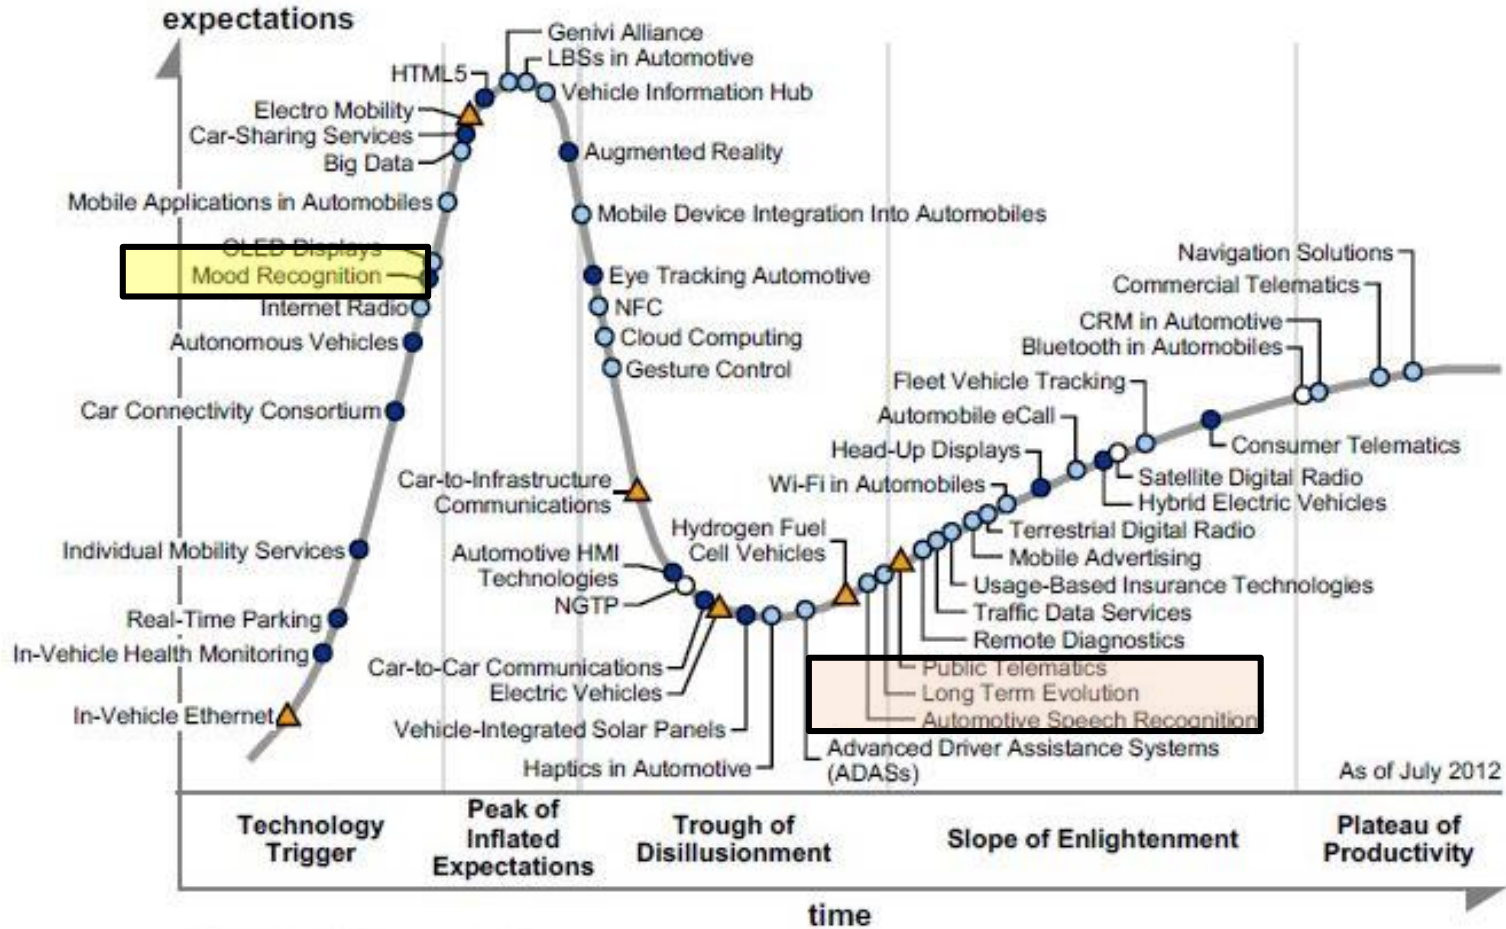 expectations
Genivi Alliance
LBSs in Automotive
HTML5
Vehicle Information Hub
Electro Mobility
Car-Sharing Services
Big Data
Augmented Reality
Mobile Applications in Automobiles
Mobile Device Integration Into Automobiles
OLED Displays
Mood Recognition
Eye Tracking Automotive
Internet Radio
NFC
Autonomous Vehicles
Cloud Computing
Gesture Control
Car Connectivity Consortium
Navigation Solutions
Commercial Telematics
CRM in Automotive
Bluetooth in Automobiles
Fleet Vehicle Tracking
Automobile eCall
Head-Up Displays
Wi-Fi in Automobiles
Consumer Telematics
Satellite Digital Radio
Hybrid Electric Vehicles
Terrestrial Digital Radio
Mobile Advertising
Usage-Based Insurance Technologies
Traffic Data Services
Remote Diagnostics
Public Telematics
Long Term Evolution
Automotive Speech Recognition
Advanced Driver Assistance Systems
(ADASs)
Car-to-Infrastructure
Communications
Hydrogen Fuel
Cell Vehicles
Automotive HMI
Technologies
NGTP
Individual Mobility Services
Real-Time Parking
In-Vehicle Health Monitoring
In-Vehicle Ethernet
Car-to-Car Communications
Electric Vehicles
Vehicle-Integrated Solar Panels
Haptics in Automotive
As of July 2012
Technology
Trigger
Peak of
Inflated
Expectations
Trough of
Disillusionment
Slope of Enlightenment
Plateau of
Productivity
time